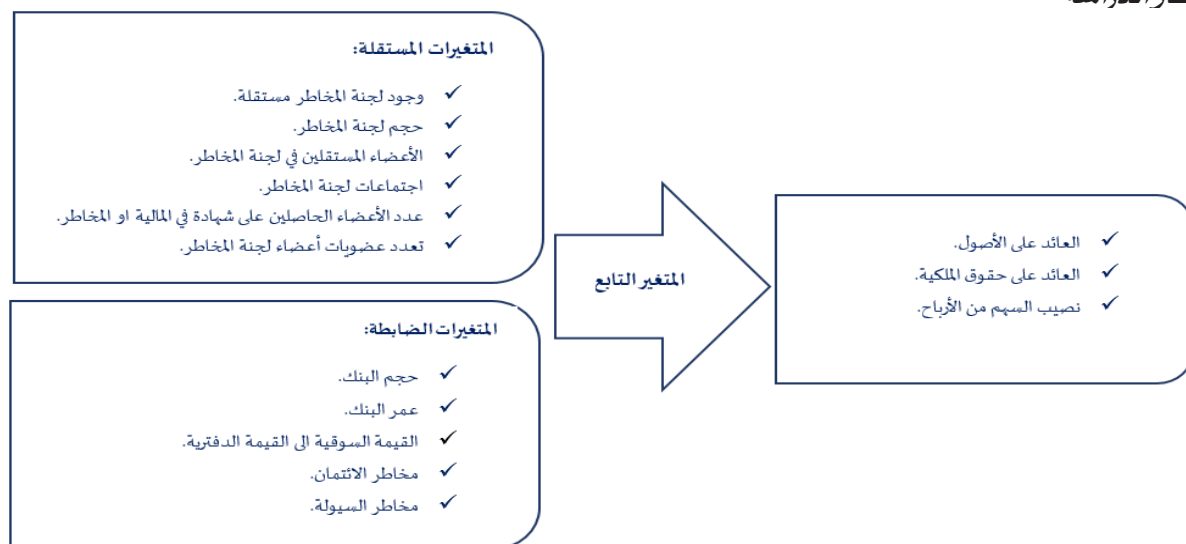 المتغيرات المستقلة:
✓ وجود لجنة المخاطر مستقلة.
✓ حجم لجنة المخاطر.
✓ الأعضاء المستقلين في لجنة المخاطر.
✓ اجتماعات لجنة المخاطر.
✓ عدد الأعضاء الحاصلين على شهادة في المالية او المخاطر.
✓ تعدد عضويات أعضاء لجنة المخاطر.
المتغيرات الضابطة:
✓ حجم البنك.
✓ عمر البنك.
✓ القيمة السوقية الى القيمة الدفترية.
✓ مخاطر الائتمان.
✓ مخاطر السيولة.
المتغير التابع
✓ العائد على الأصول.
✓ العائد على حقوق الملكية.
✓ نصيب السهم من الأرباح.